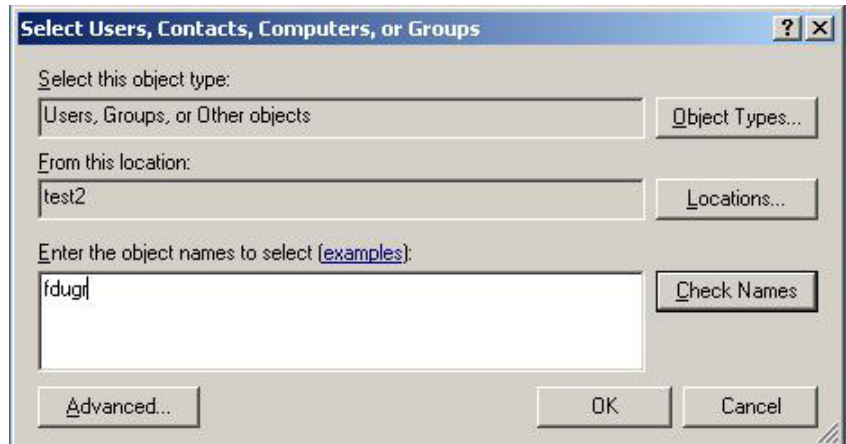 Select Users, Contacts, Computers, or Groups
Select this object type:
Users, Groups, or Other objects
Object Types...
From this location:
test2
Locations...
Enter the object names to select (examples):
fdugr
Check Names
Advanced...
OK
Cancel